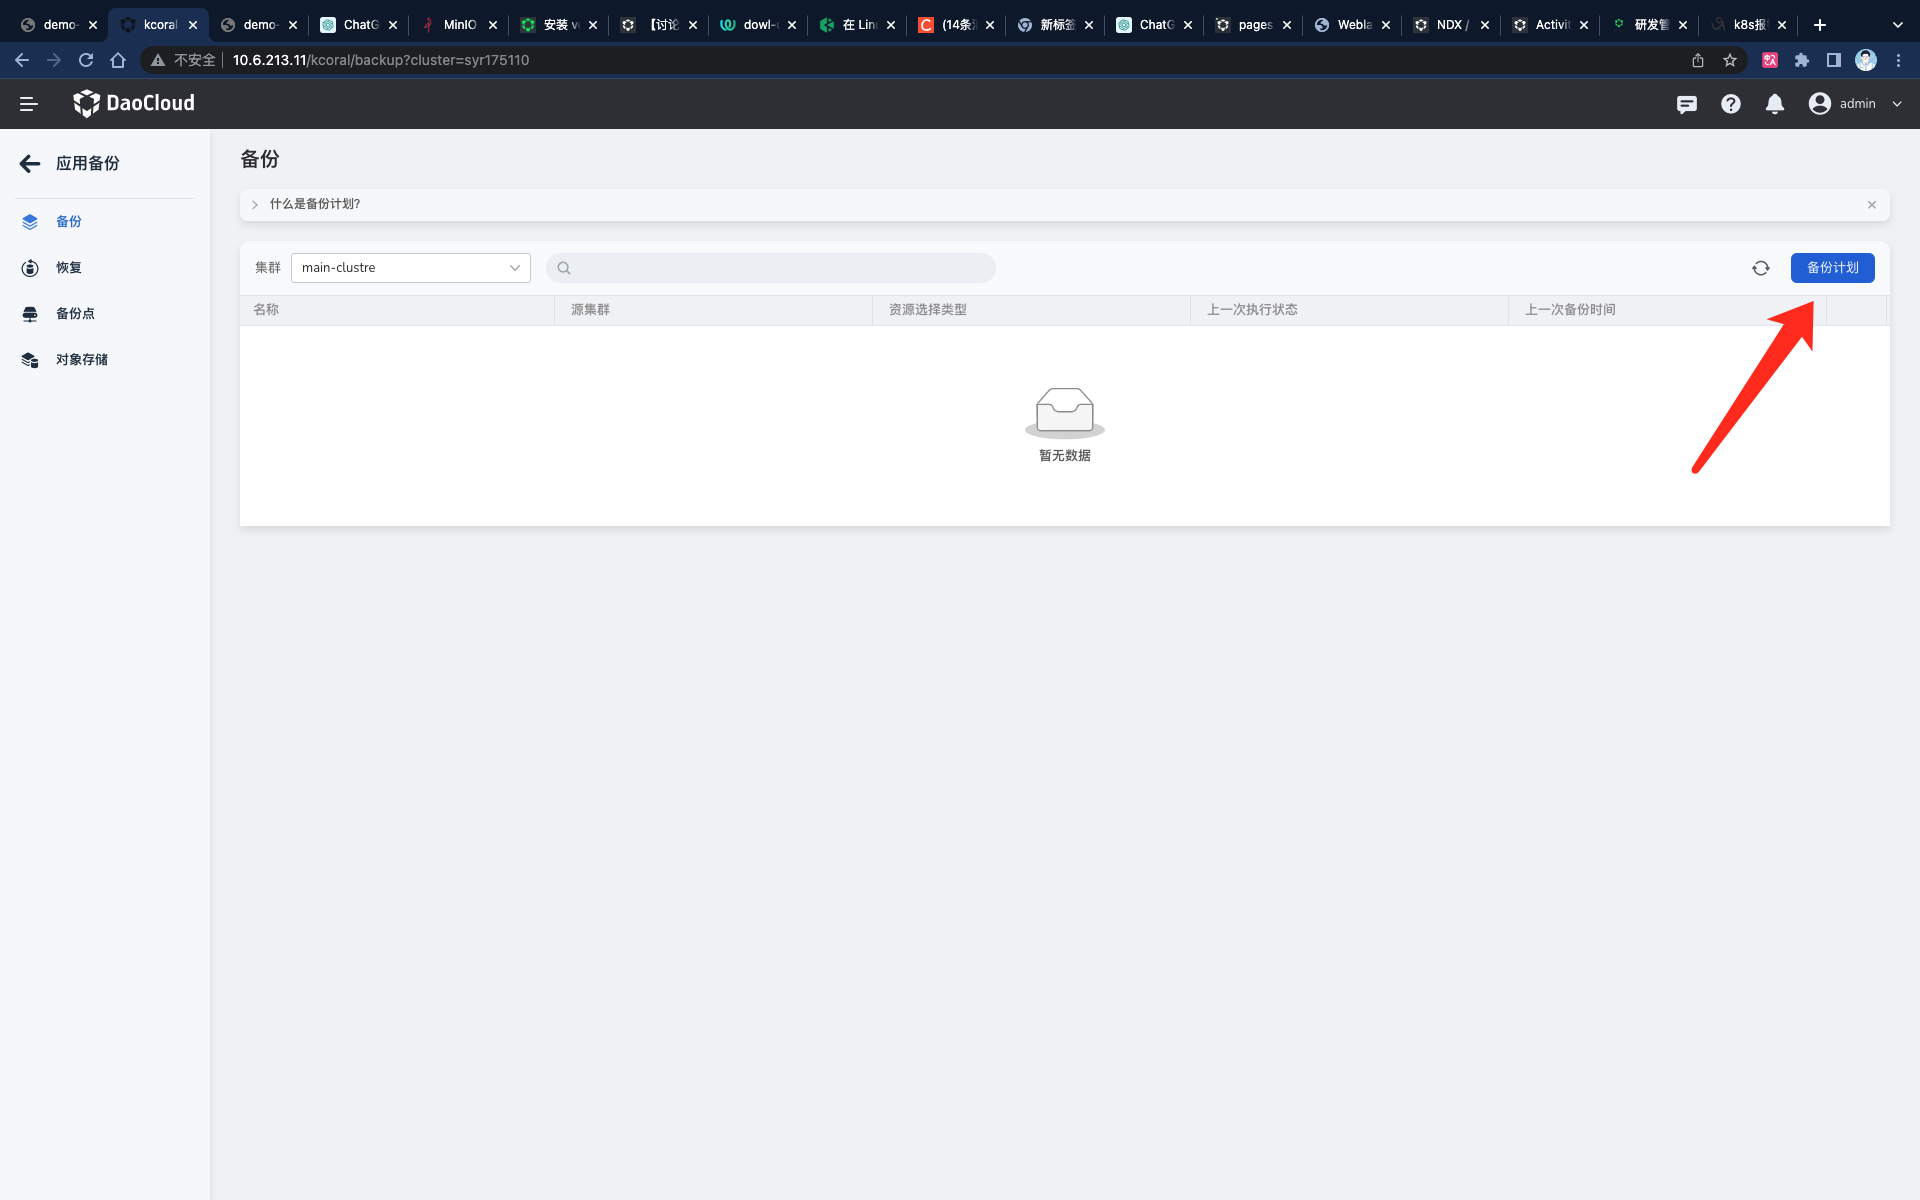 demo-
kcoral
demo-
ChatG
MinIO
安装 ve
【讨论
dowl-u
在 Linu
(14条
新标签
ChatG
pages
Webla
NDX /
Activit
研发管
k8s报
不安全
10.6.213.11/kcoral/backup?cluster=syr175110
DaoCloud
admin
应用备份
备份
恢复
备份点
对象存储
备份
什么是备份计划?
集群
main-clustre
备份计划
名称
源集群
资源选择类型
上一次执行状态
上一次备份时间
暂无数据